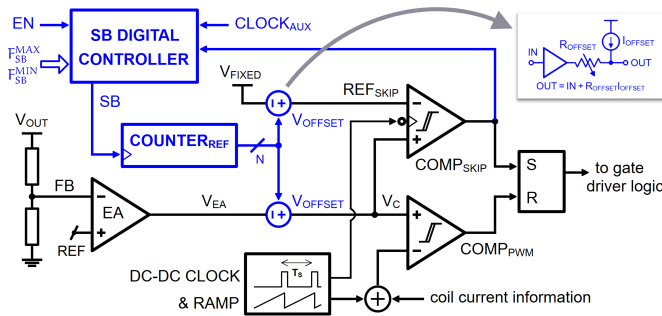 EN
SB DIGITAL
CONTROLLER
CLOCK_AUX
F_SB^MAX
F_SB^MIN
SB
COUNTER_REF
N
V_FIXED
REF_SKIP
V_OFFSET
R_OFFSET
I_OFFSET
IN
OUT
OUT = IN + R_OFFSET I_OFFSET
V_OUT
FB
EA
REF
V_EA
V_OFFSET
V_C
COMP_SKIP
COMP_PWM
S
R
to gate
driver logic
DC-DC CLOCK
& RAMP
T_S
coil current information